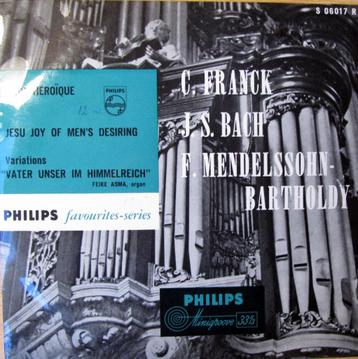 S 06017 R
HEROÏQUE
PHILIPS
12 -
JESU JOY OF MEN'S DESIRING
Variations
"VATER UNSER IM HIMMELREICH"
FEIKE ASMA, organ
PHILIPS favourites-series
C. FRANCK
J. S. BACH
F. MENDELSSOHN-
BARTHOLDY
PHILIPS
Minigroove 33⅓